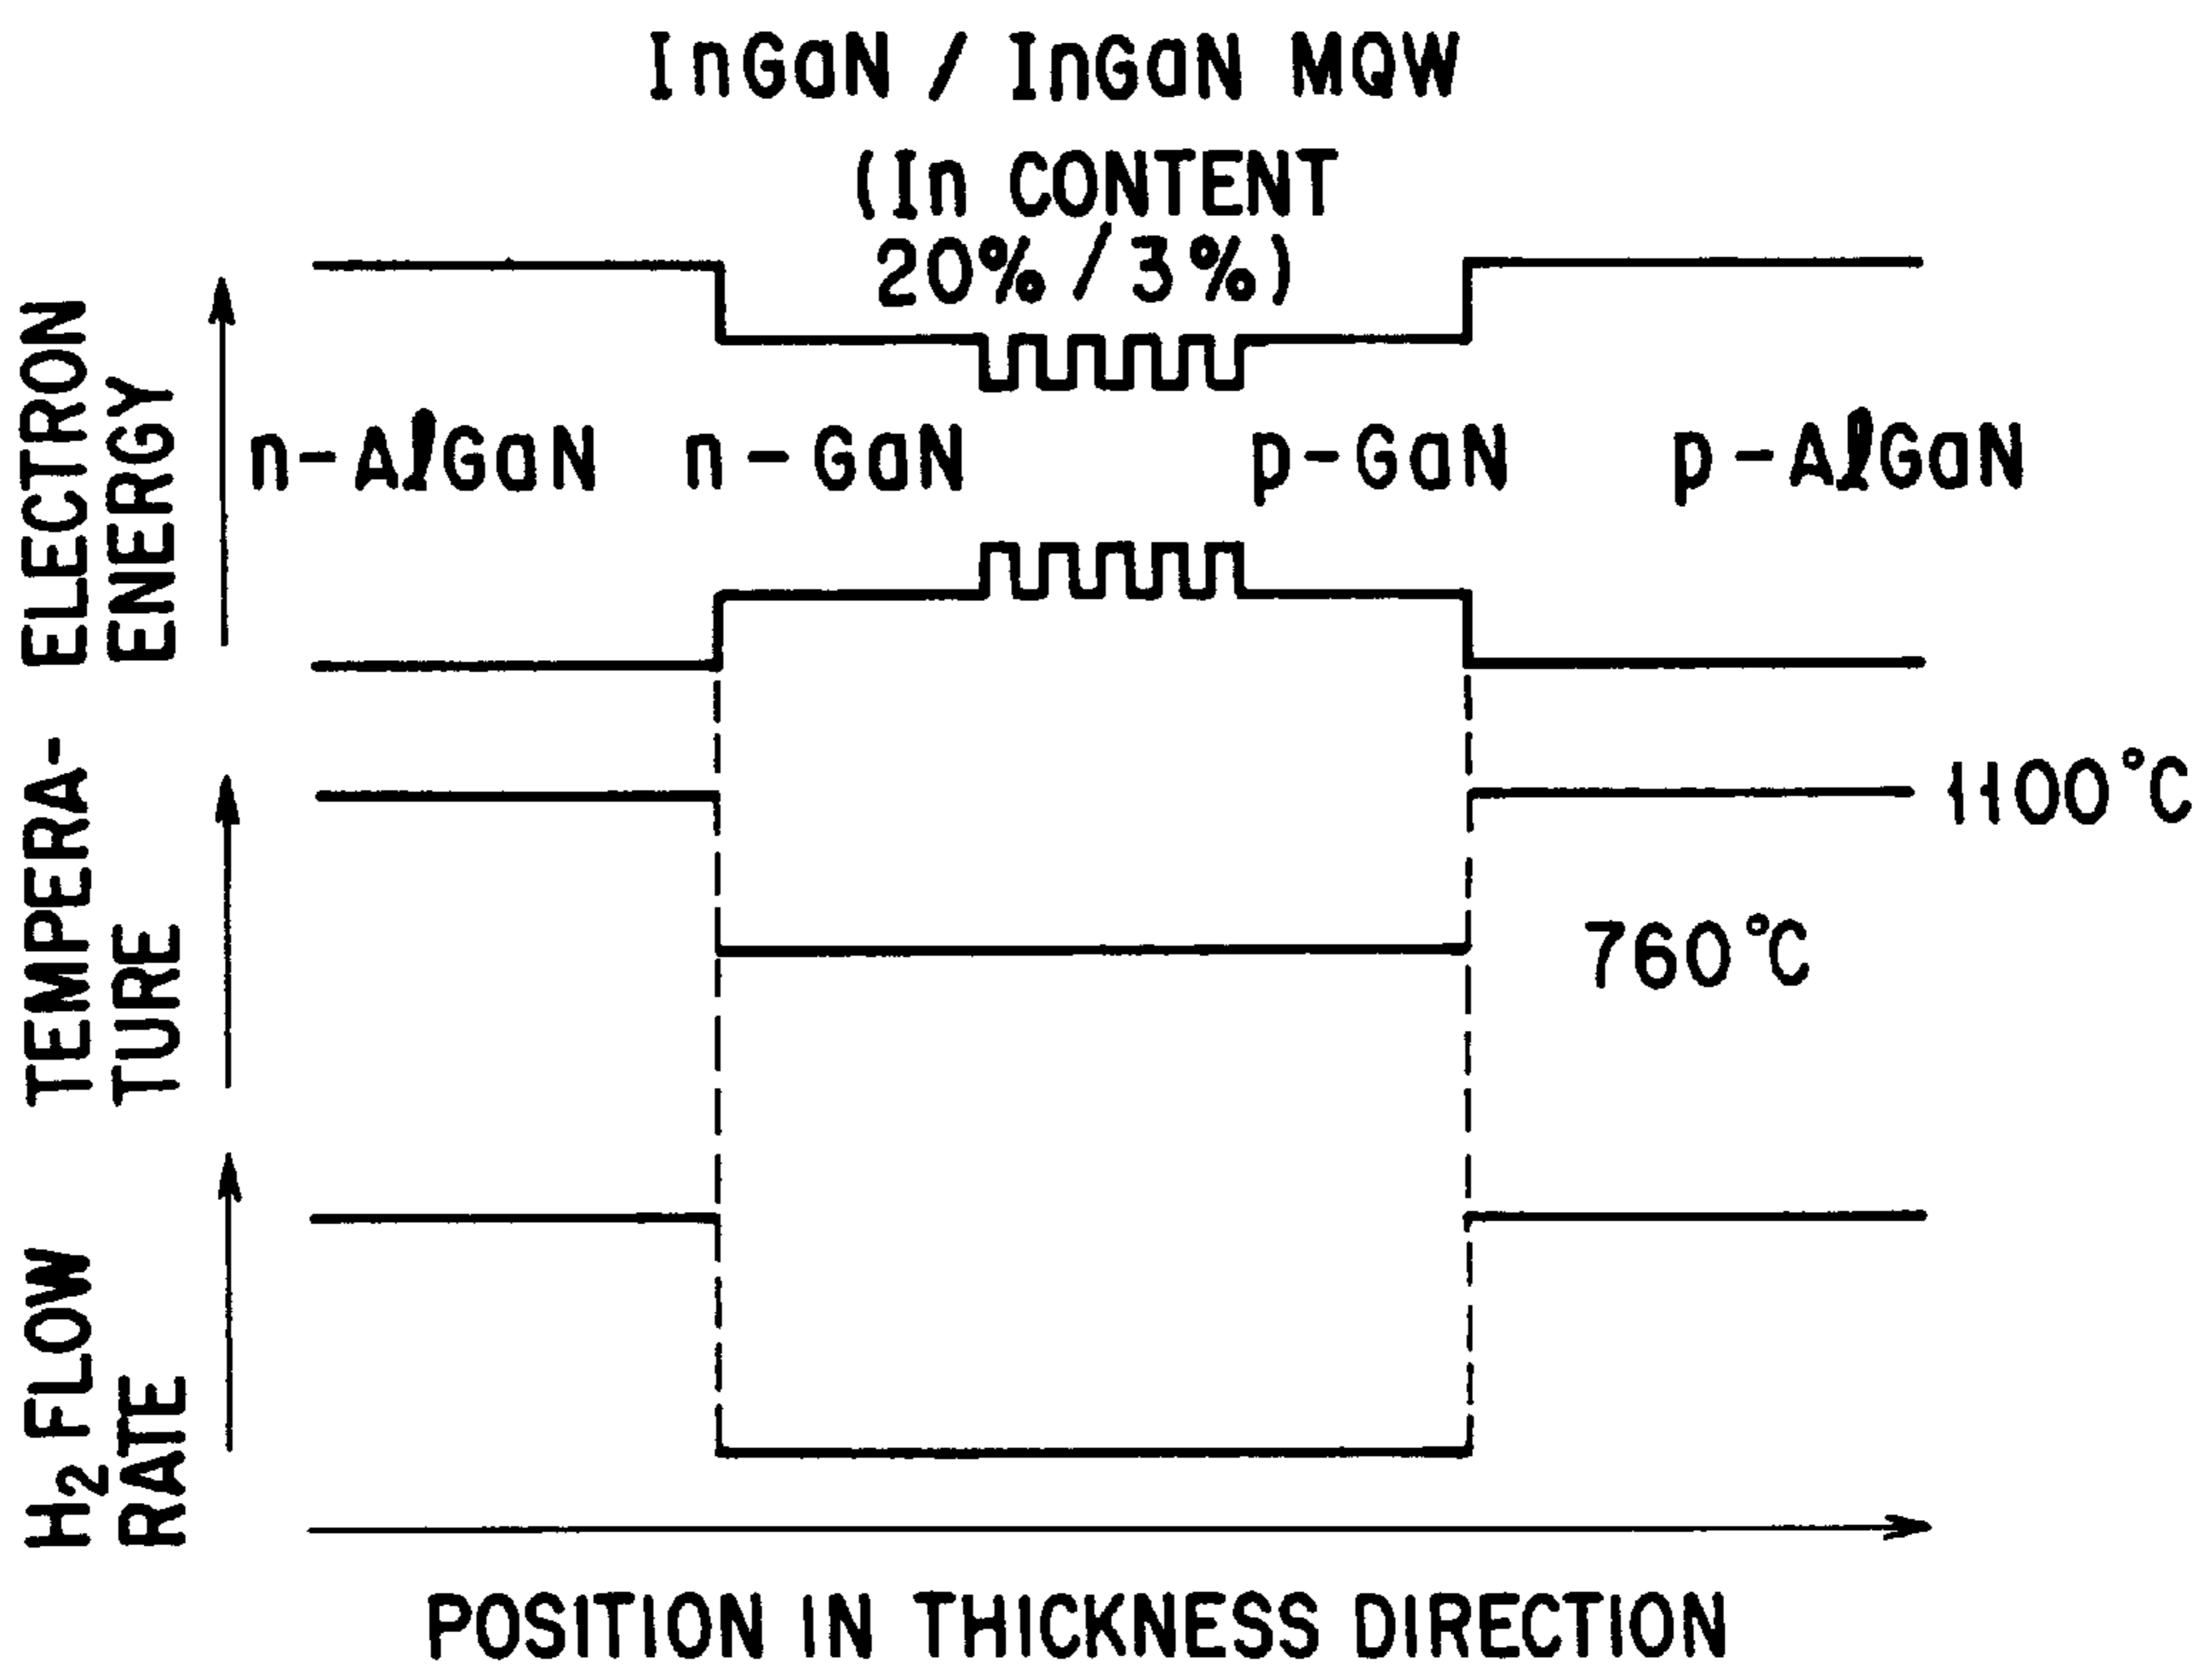 InGaN / InGaN MQW
(In CONTENT
20% / 3%)
ELECTRON
ENERGY
n-AlGaN n-GaN p-GaN p-AlGaN
TEMPERA-
TURE
1100°C
760°C
H2 FLOW
RATE
POSITION IN THICKNESS DIRECTION